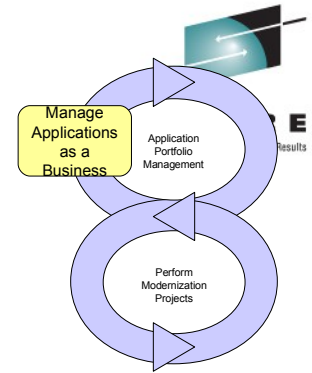 Manage
Applications
as a
Business
Application
Portfolio
Management
E
Results
Perform
Modernization
Projects